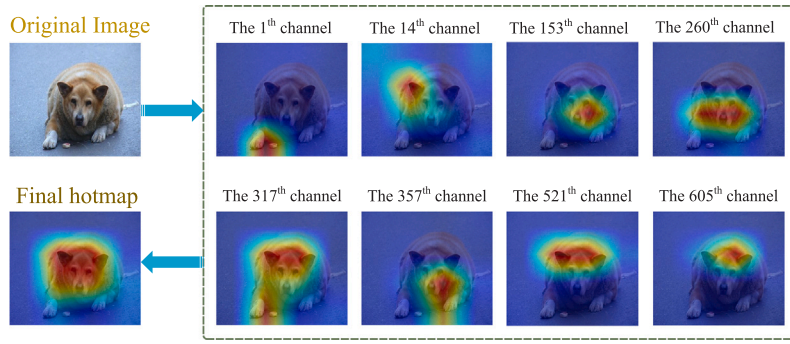 Original Image
The 1th channel
The 14th channel
The 153th channel
The 260th channel
Final hotmap
The 317th channel
The 357th channel
The 521th channel
The 605th channel